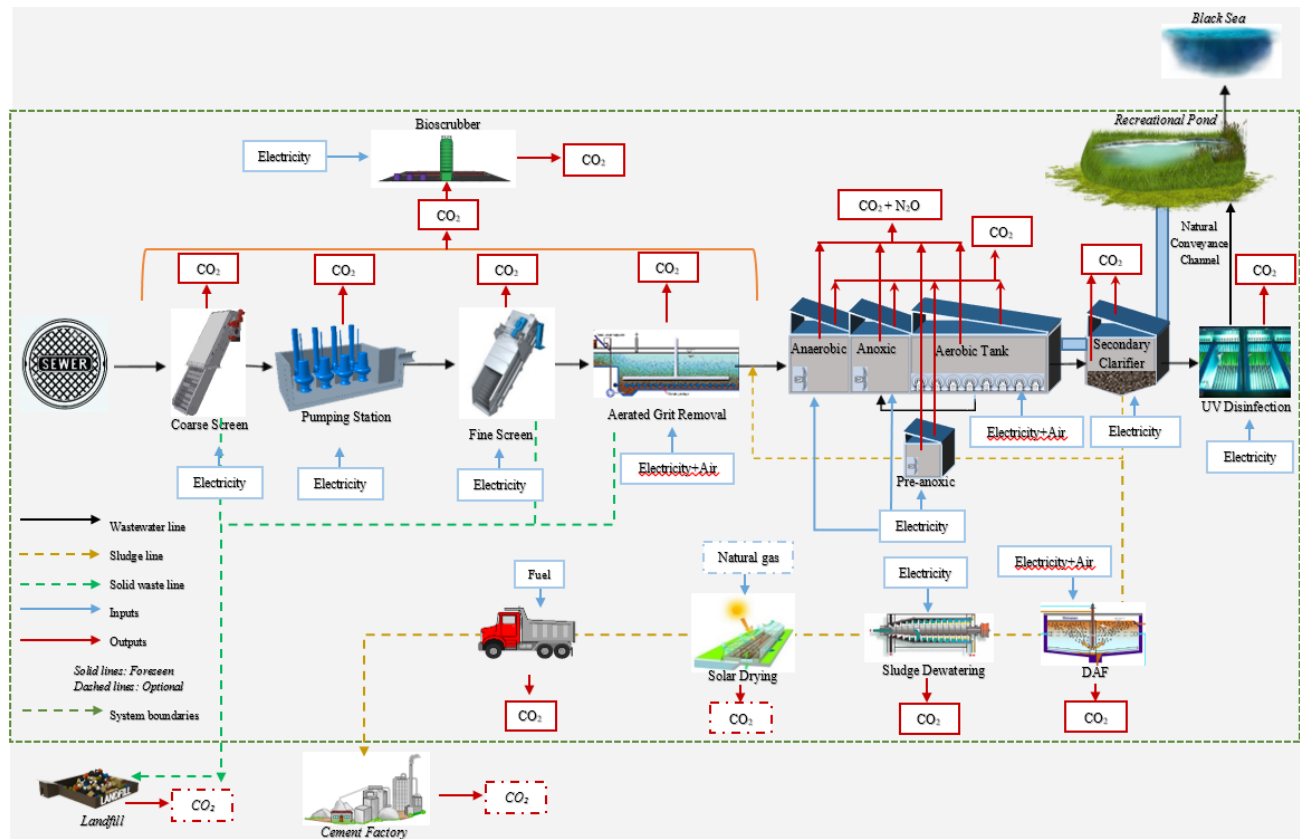 Black Sea
Recreational Pond
Bioscrubber
Electricity
CO₂
CO₂
CO₂ + N₂O
CO₂
Natural
Conveyance
Channel
CO₂
CO₂
CO₂
CO₂
CO₂
CO₂
SEWER
Anaerobic
Anoxic
Aerobic Tank
Secondary
Clarifier
Coarse Screen
Pumping Station
Fine Screen
Aerated Grit Removal
UV Disinfection
Electricity
Electricity
Electricity
Electricity+Air
Pre-anoxic
Electricity
Electricity+Air
Electricity
Electricity
Wastewater line
Sludge line
Solid waste line
Inputs
Outputs
Solid lines: Foreseen
Dashed lines: Optional
System boundaries
Fuel
Natural gas
Electricity
Electricity+Air
Solar Drying
Sludge Dewatering
DAF
CO₂
CO₂
CO₂
CO₂
LANDFILL
Landfill
CO₂
Cement Factory
CO₂